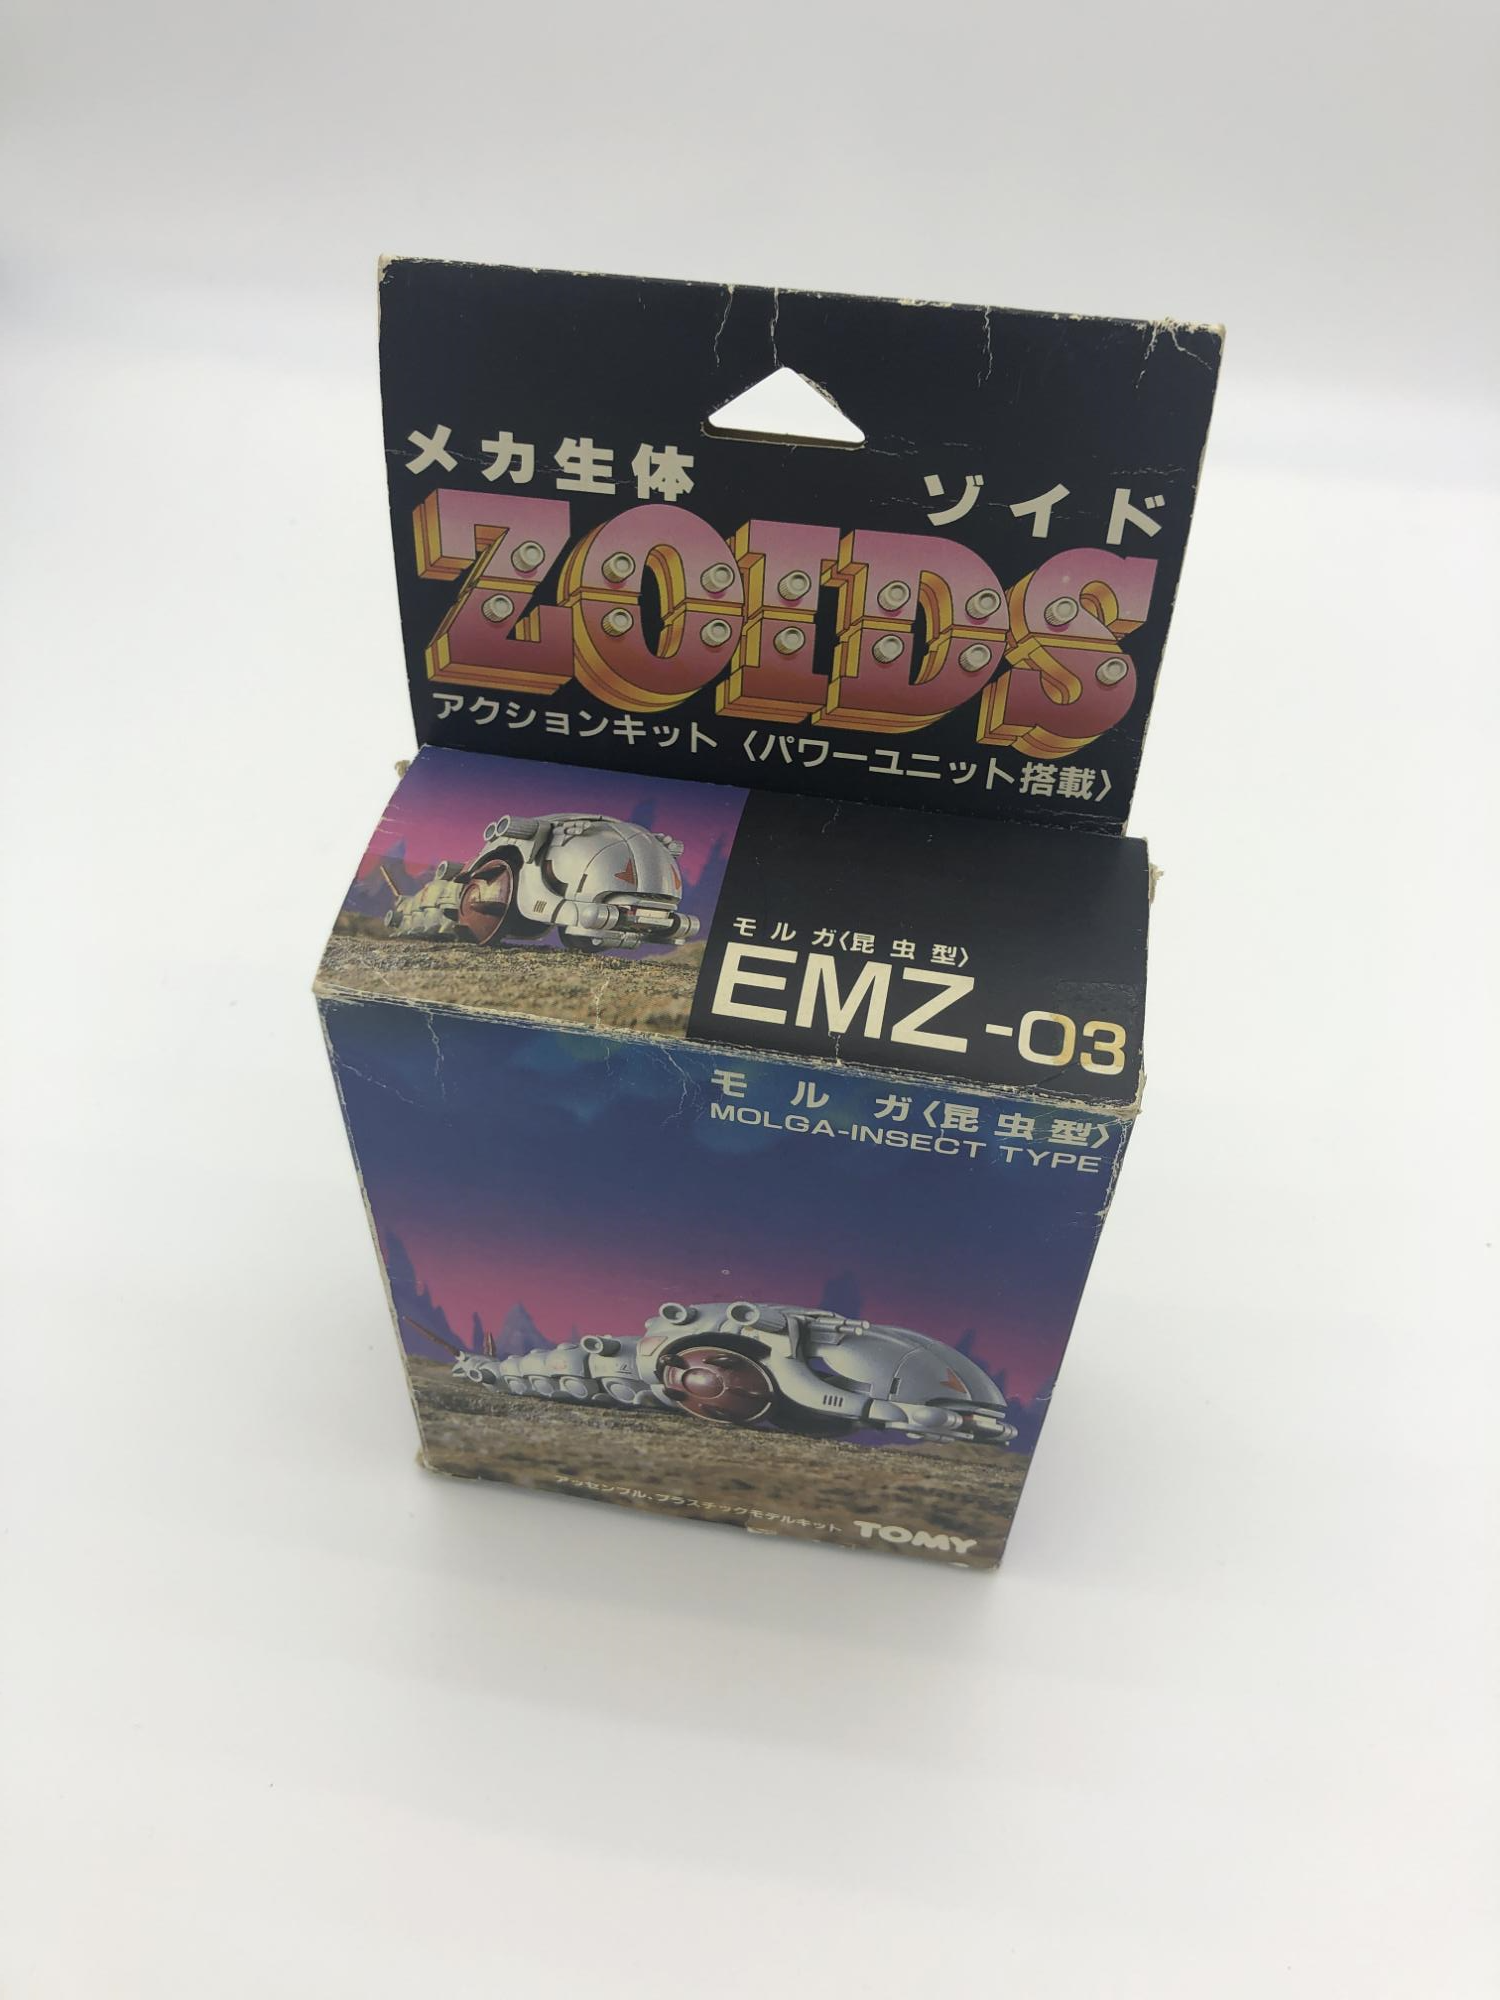 メカ生体 ゾイド
ZOIDS
アクションキット〈パワーユニット搭載〉
モルガ〈昆虫型〉
EMZ-03
モルガ〈昆虫型〉
MOLGA-INSECT TYPE
アッセンブル、プラスチックモデルキット TOMY